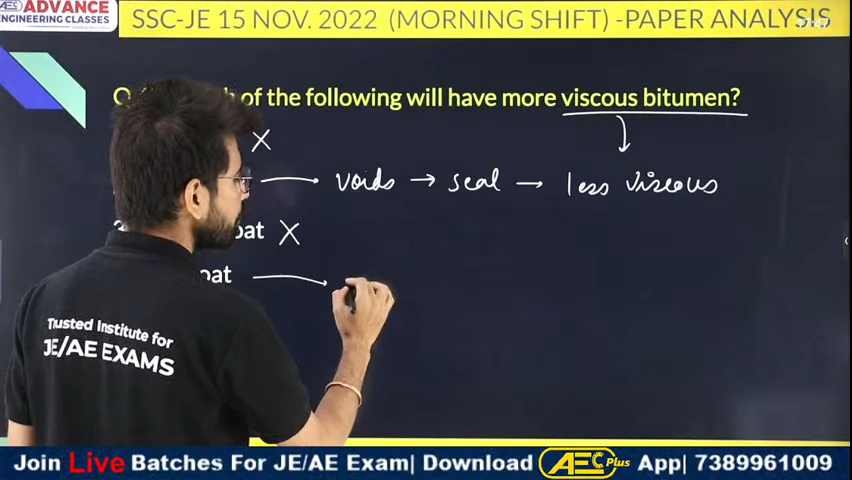 AEC ADVANCE
ENGINEERING CLASSES
SSC-JE 15 NOV. 2022 (MORNING SHIFT) -PAPER ANALYSIS
of the following will have more viscous bitumen?
X
voids → seal → less viscous
oat X
oat
Trusted Institute for
JE/AE EXAMS
Join Live Batches For JE/AE Exam| Download AEC Plus App| 7389961009